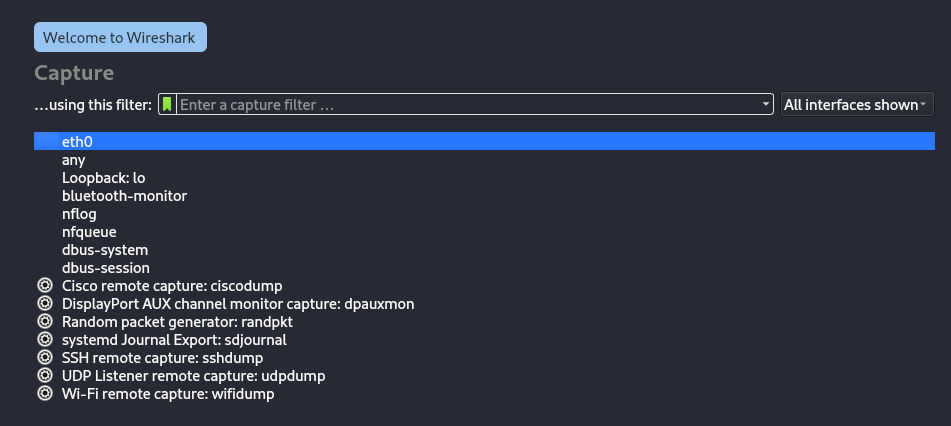 Welcome to Wireshark
Capture
...using this filter: Enter a capture filter ... All interfaces shown
eth0
any
Loopback: lo
bluetooth-monitor
nflog
nfqueue
dbus-system
dbus-session
Cisco remote capture: ciscodump
DisplayPort AUX channel monitor capture: dpauxmon
Random packet generator: randpkt
systemd Journal Export: sdjournal
SSH remote capture: sshdump
UDP Listener remote capture: udpdump
Wi-Fi remote capture: wifidump